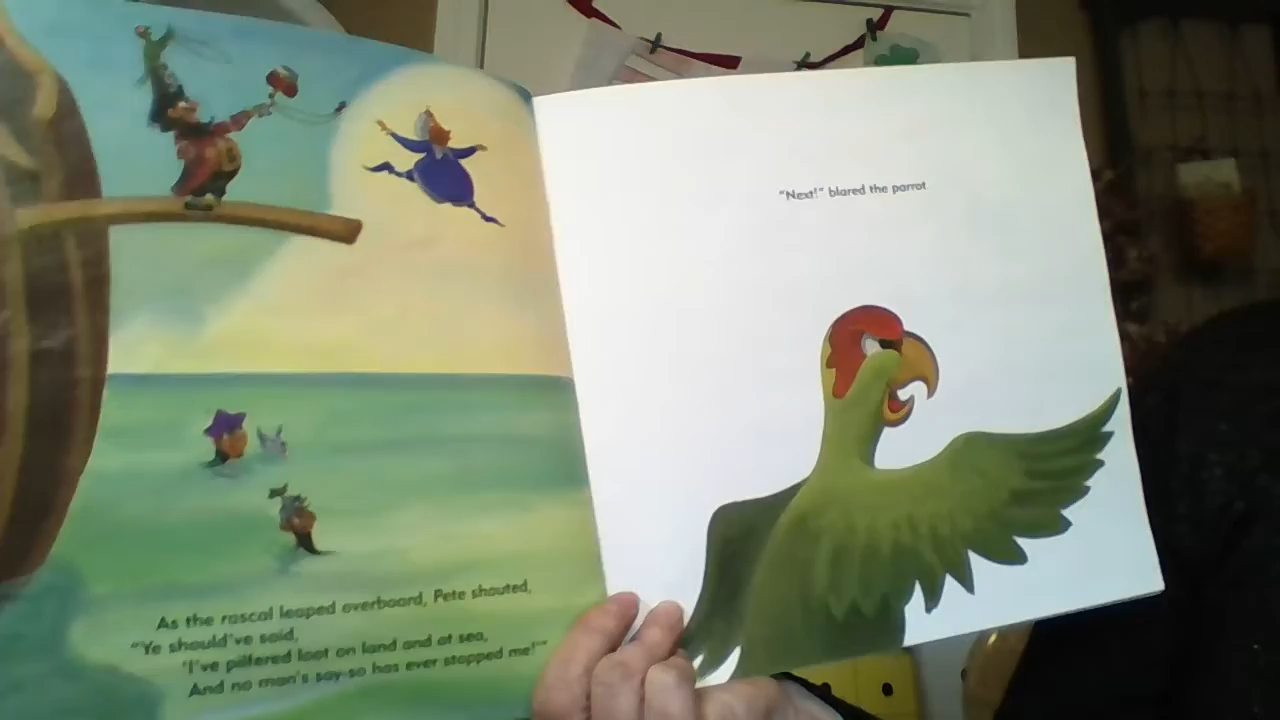 As the rascal leaped overboard, Pete shouted,
"Ye should've said,
'I've pilfered loot on land and at sea,
And no man's say-so has ever stopped me!'"
"Next!" blared the parrot